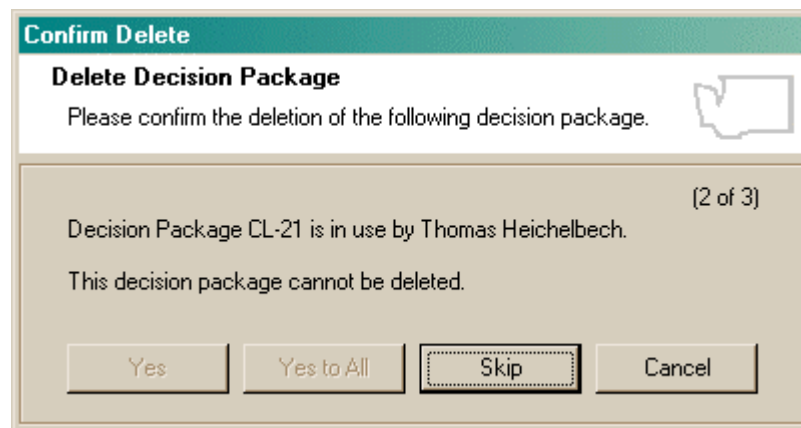 Confirm Delete
Delete Decision Package
Please confirm the deletion of the following decision package.
(2 of 3)
Decision Package CL-21 is in use by Thomas Heichelbech.
This decision package cannot be deleted.
Yes Yes to All Skip Cancel